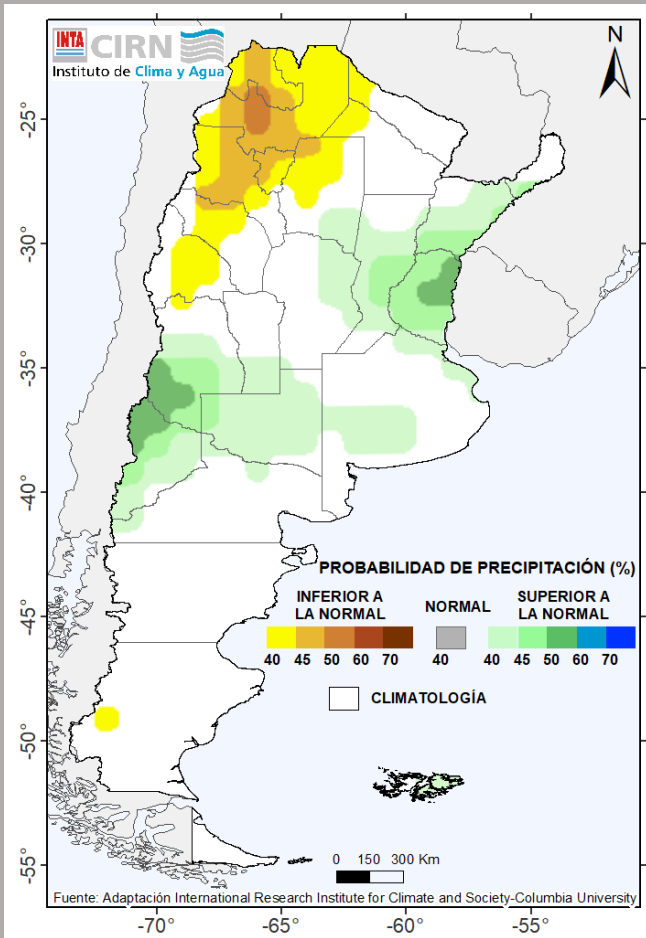 INTA CIRN
Instituto de Clima y Agua
N
25°
30°
35°
-40°
-45°
-50°
-55°
PROBABILIDAD DE PRECIPITACIÓN (%)
INFERIOR A
LA NORMAL
NORMAL
SUPERIOR A
LA NORMAL
40 45 50 60 70
40
40 45 50 60 70
CLIMATOLOGÍA
0 150 300 Km
Fuente: Adaptación International Research Institute for Climate and Society-Columbia University
-70° -65° -60° -55°